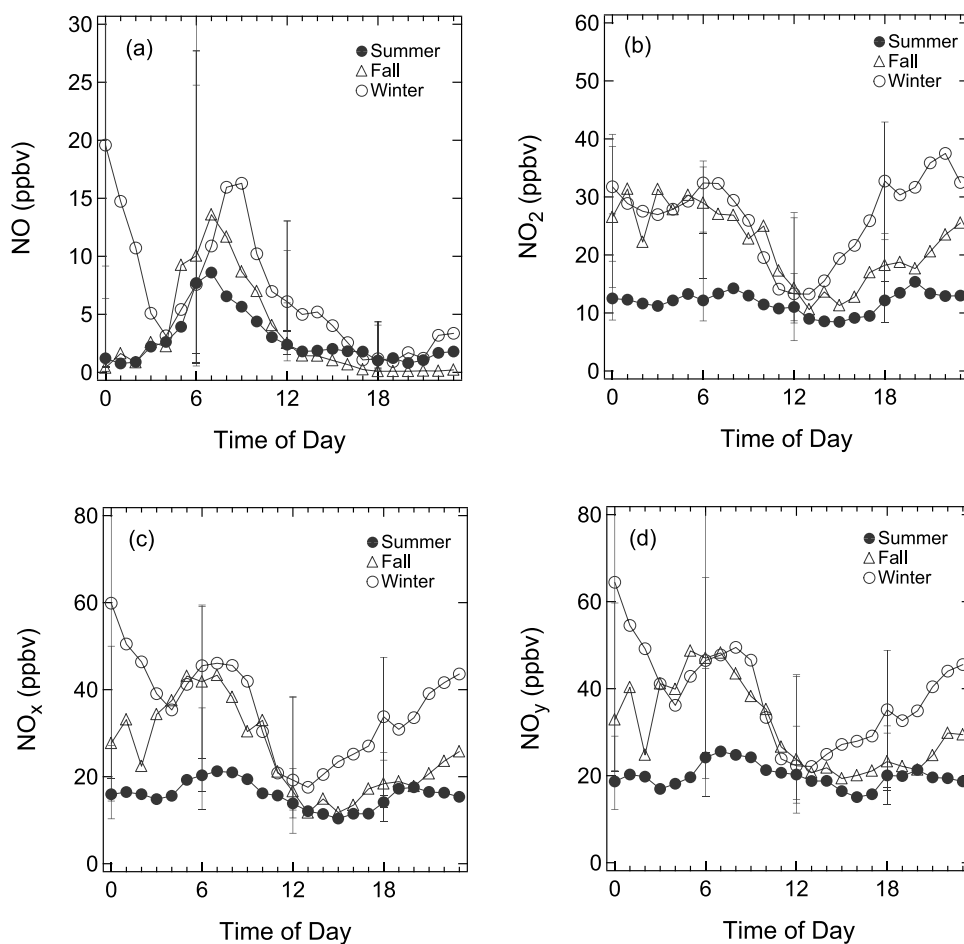 (a)
Summer
Fall
Winter
30
25
20
15
10
5
0
NO (ppbv)
0 6 12 18
Time of Day
(b)
Summer
Fall
Winter
60
50
40
30
20
10
0
NO2 (ppbv)
0 6 12 18
Time of Day
(c)
Summer
Fall
Winter
80
60
40
20
0
NOx (ppbv)
0 6 12 18
Time of Day
(d)
Summer
Fall
Winter
80
60
40
20
0
NOy (ppbv)
0 6 12 18
Time of Day